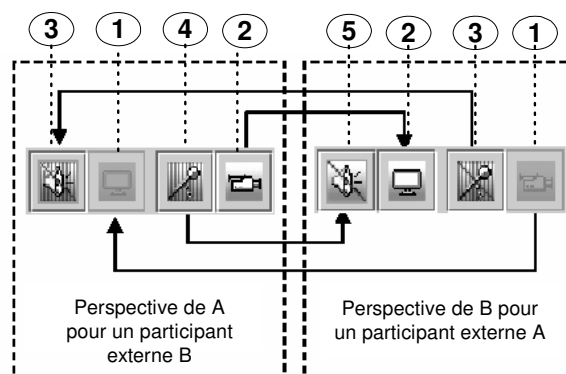 3 1 4 2 5 2 3 1
Perspective de A
pour un participant
externe B
Perspective de B pour
un participant externe A